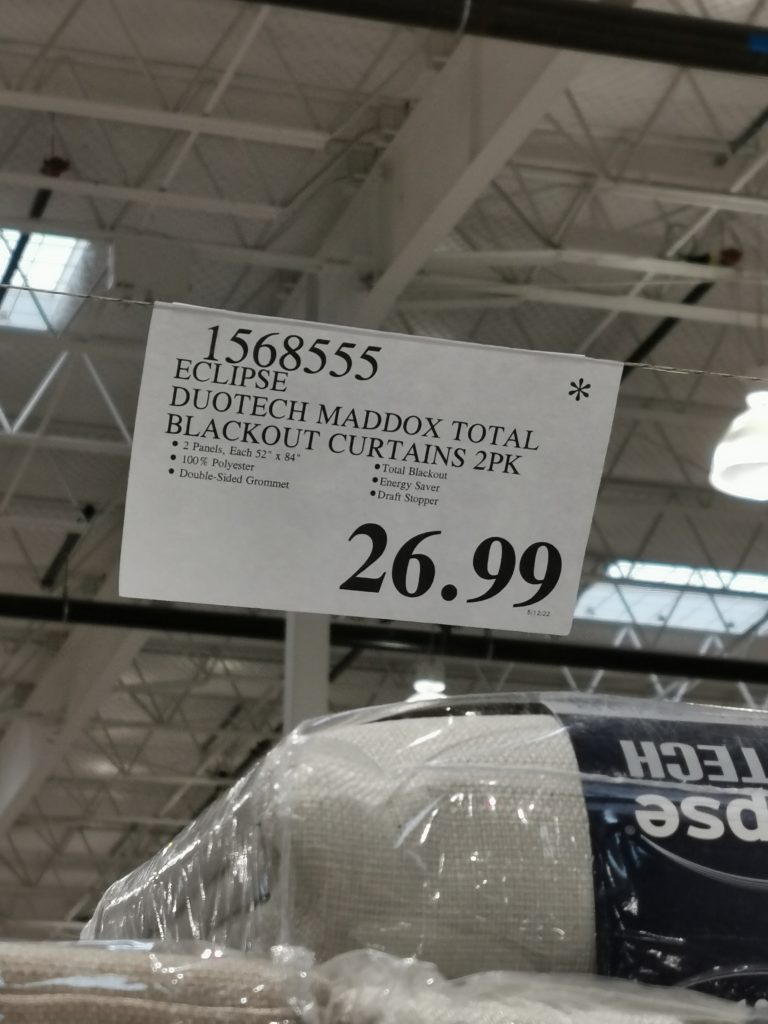 1568555
*
ECLIPSE
DUOTECH MADDOX TOTAL
BLACKOUT CURTAINS 2PK
• 2 Panels, Each 52" x 84"
• 100% Polyester
• Double-Sided Grommet
• Total Blackout
• Energy Saver
• Draft Stopper
26.99
5/12/22
TECH
pse